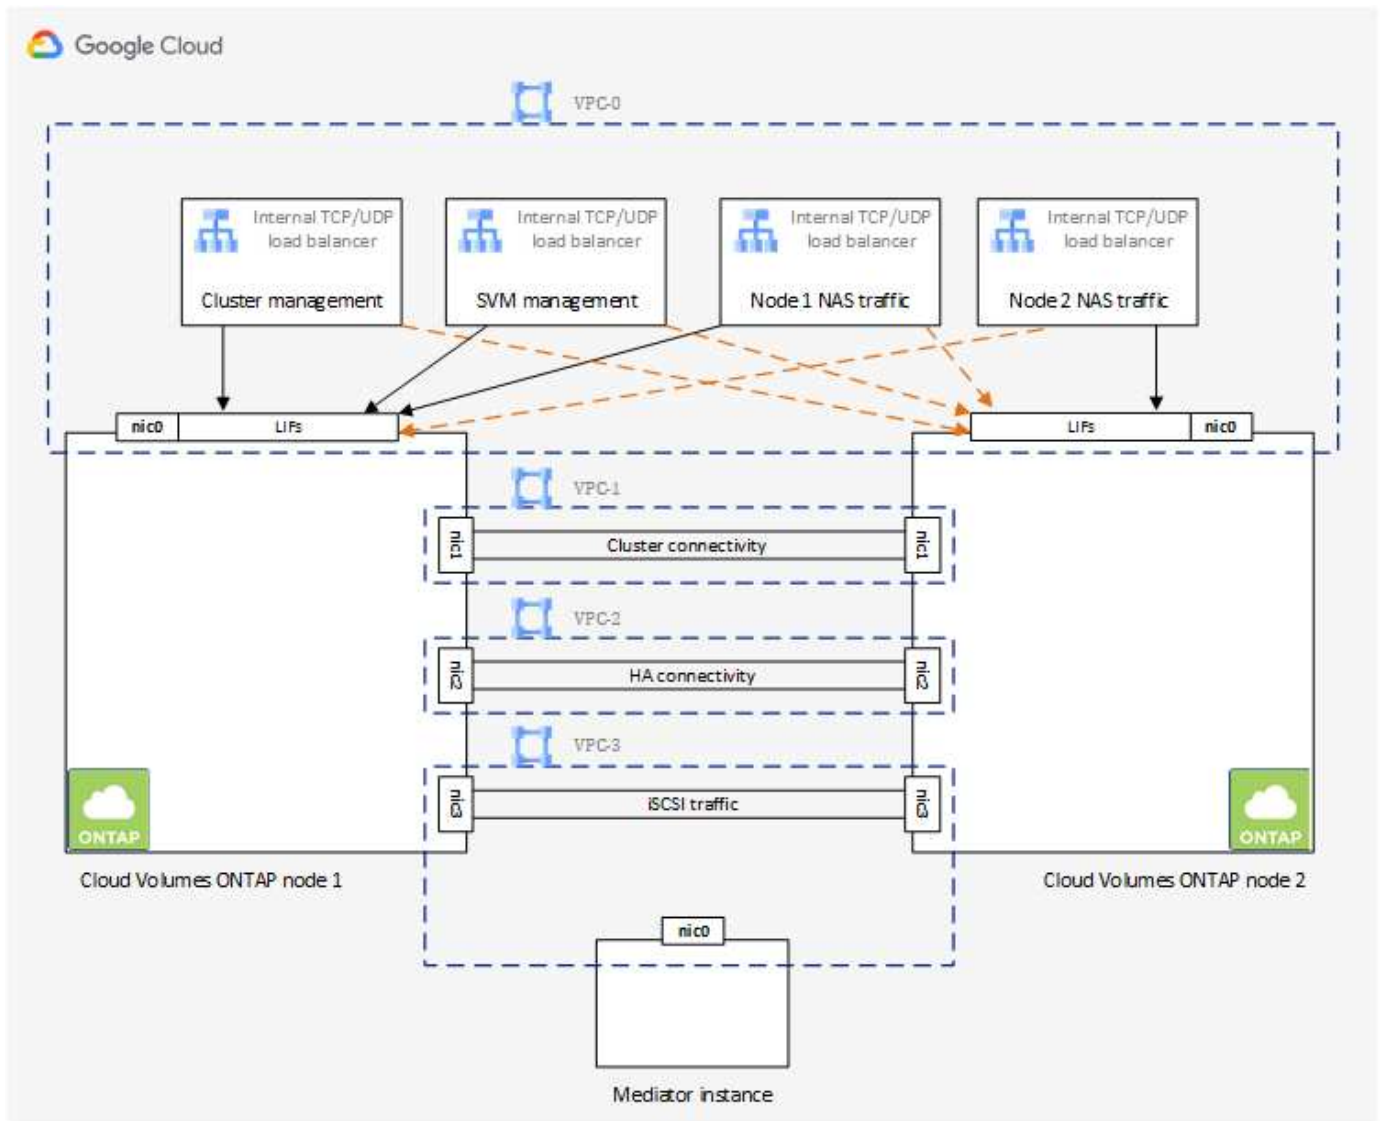 Google Cloud
VPC-0
Internal TCP/UDP
load balancer
Cluster management
Internal TCP/UDP
load balancer
SVM management
Internal TCP/UDP
load balancer
Node 1 NAS traffic
Internal TCP/UDP
load balancer
Node 2 NAS traffic
nic0
LIFs
LIFs
nic0
VPC-1
nic1
Cluster connectivity
nic1
VPC-2
nic2
HA connectivity
nic2
VPC-3
nic3
iSCSI traffic
nic3
ONTAP
ONTAP
Cloud Volumes ONTAP node 1
Cloud Volumes ONTAP node 2
nic0
Mediator instance